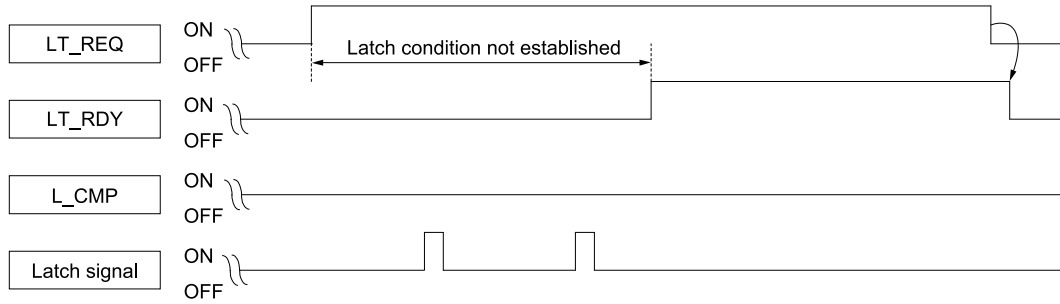 LT_REQ
ON
OFF
Latch condition not established
LT_RDY
ON
OFF
L_CMP
ON
OFF
Latch signal
ON
OFF